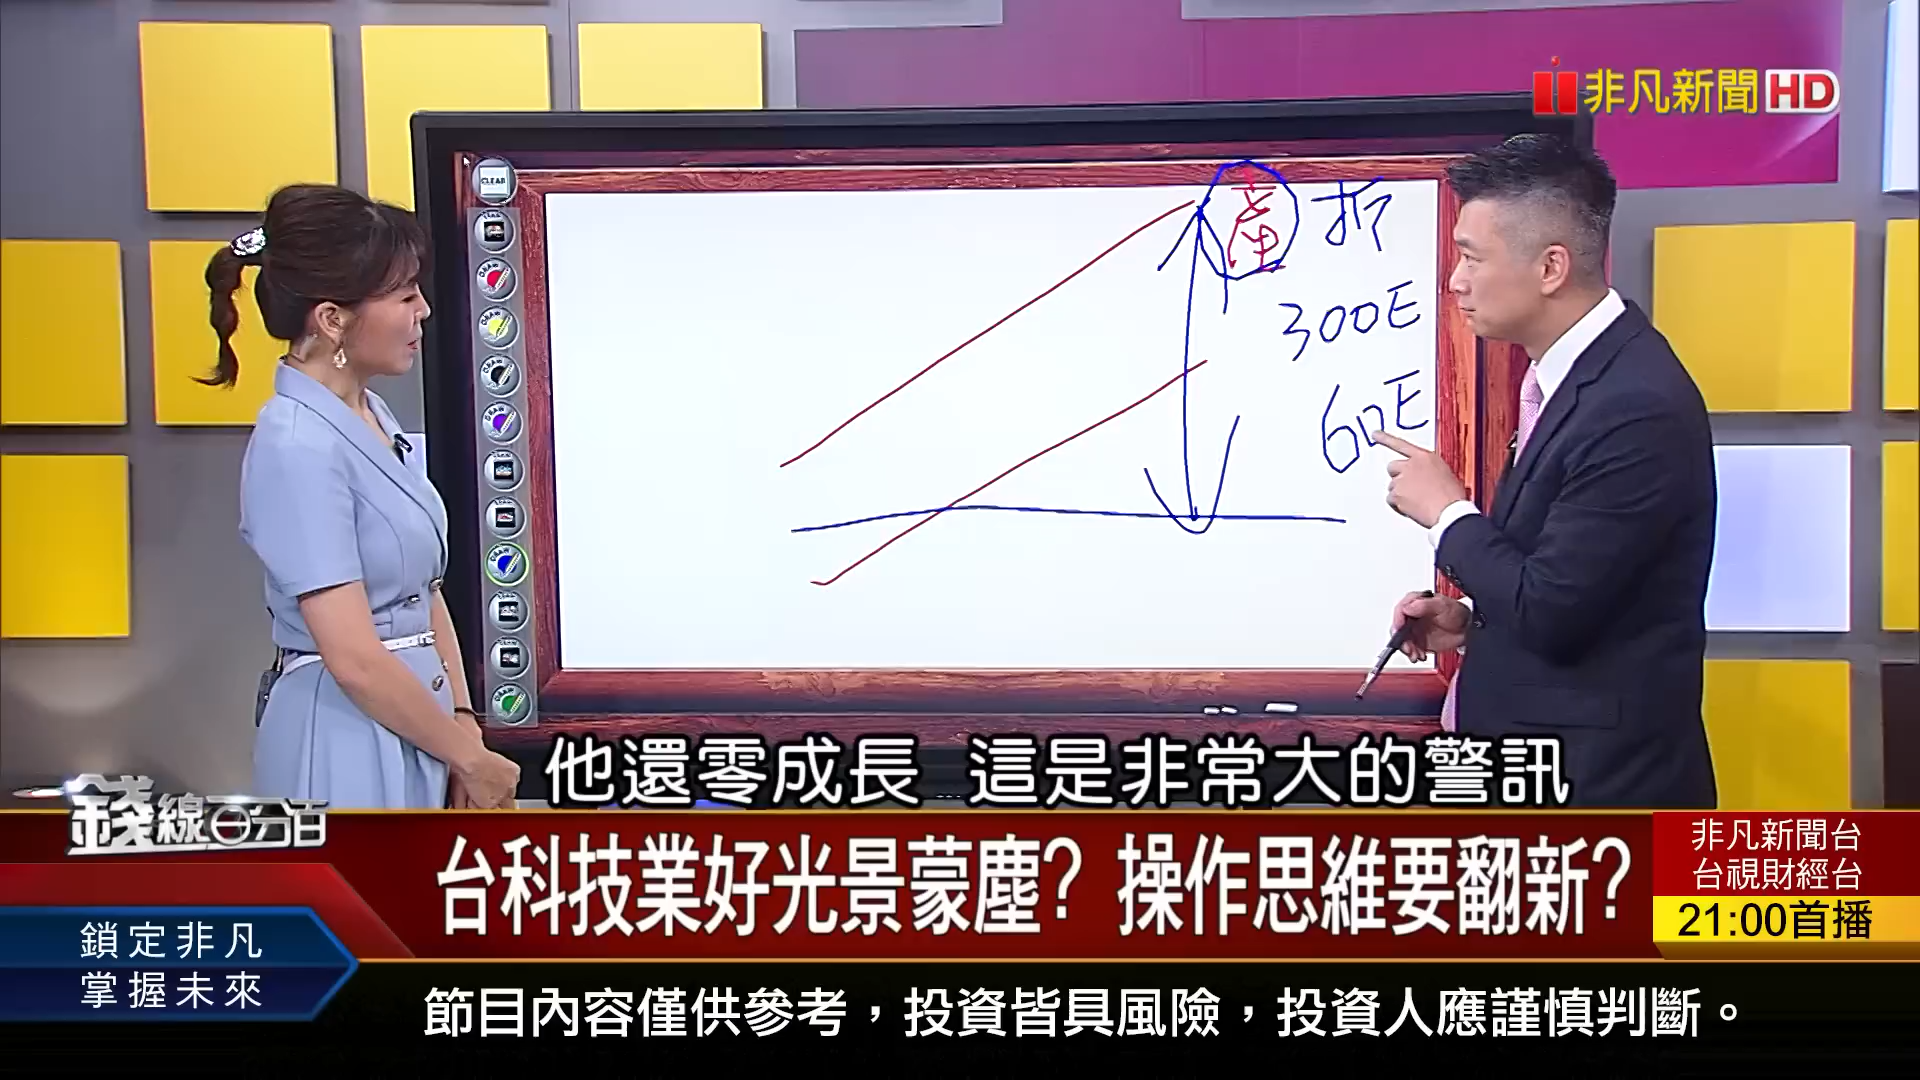 非凡新聞HD
CLEAR
產 折
300E
60E
他還零成長 這是非常大的警訊
錢線百分百
台科技業好光景蒙塵? 操作思維要翻新?
非凡新聞台
台視財經台
21:00首播
鎖定非凡
掌握未來
節目內容僅供參考，投資皆具風險，投資人應謹慎判斷。